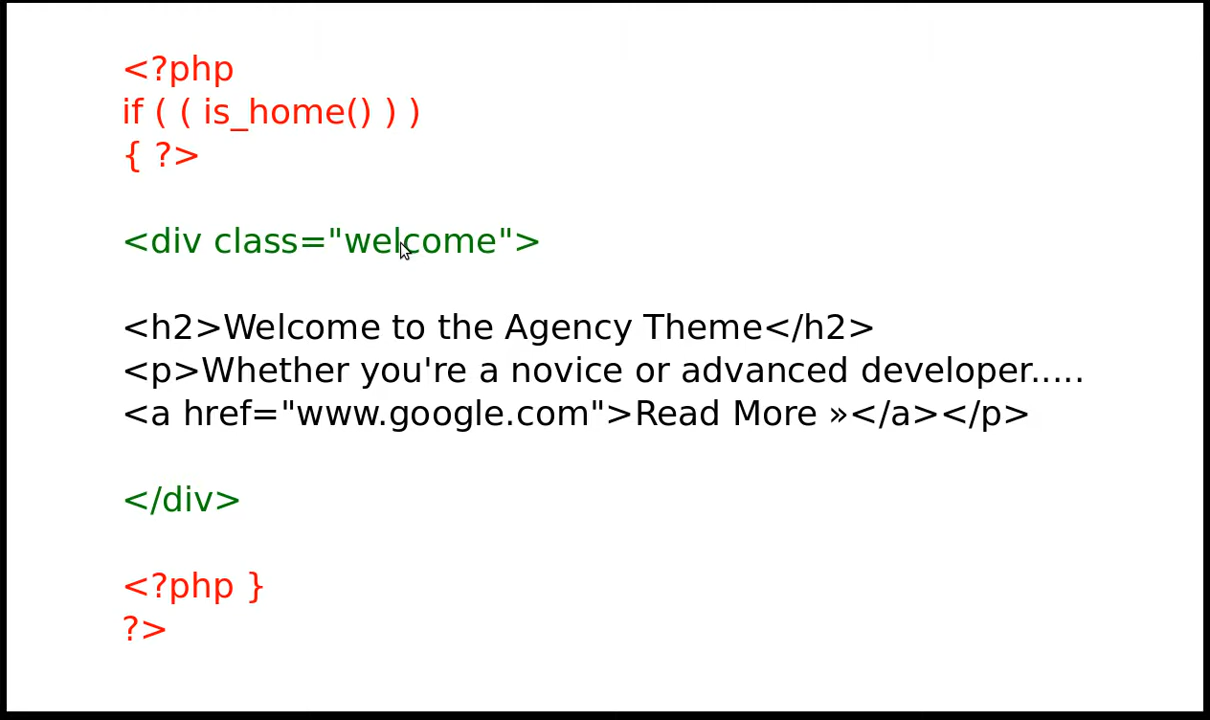 <?php
if ( ( is_home() ) )
{ ?>
<div class="welcome">
<h2>Welcome to the Agency Theme</h2>
<p>Whether you're a novice or advanced developer.....
<a href="www.google.com">Read More »</a></p>
</div>
<?php }
?>